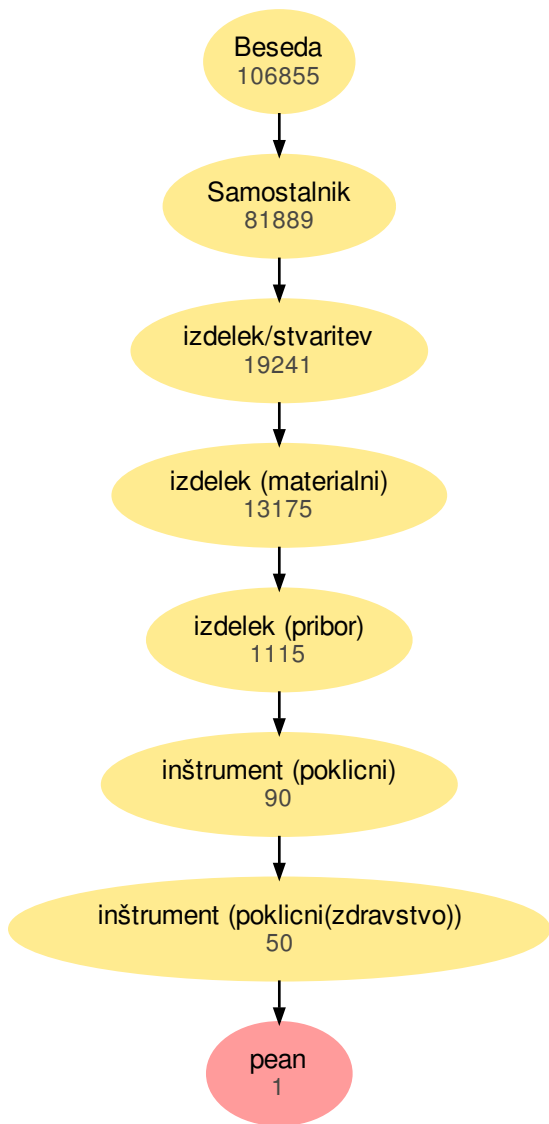 Beseda
106855
Samostalnik
81889
izdelek/stvaritev
19241
izdelek (materialni)
13175
izdelek (pribor)
1115
inštrument (poklicni)
90
inštrument (poklicni(zdravstvo))
50
pean
1